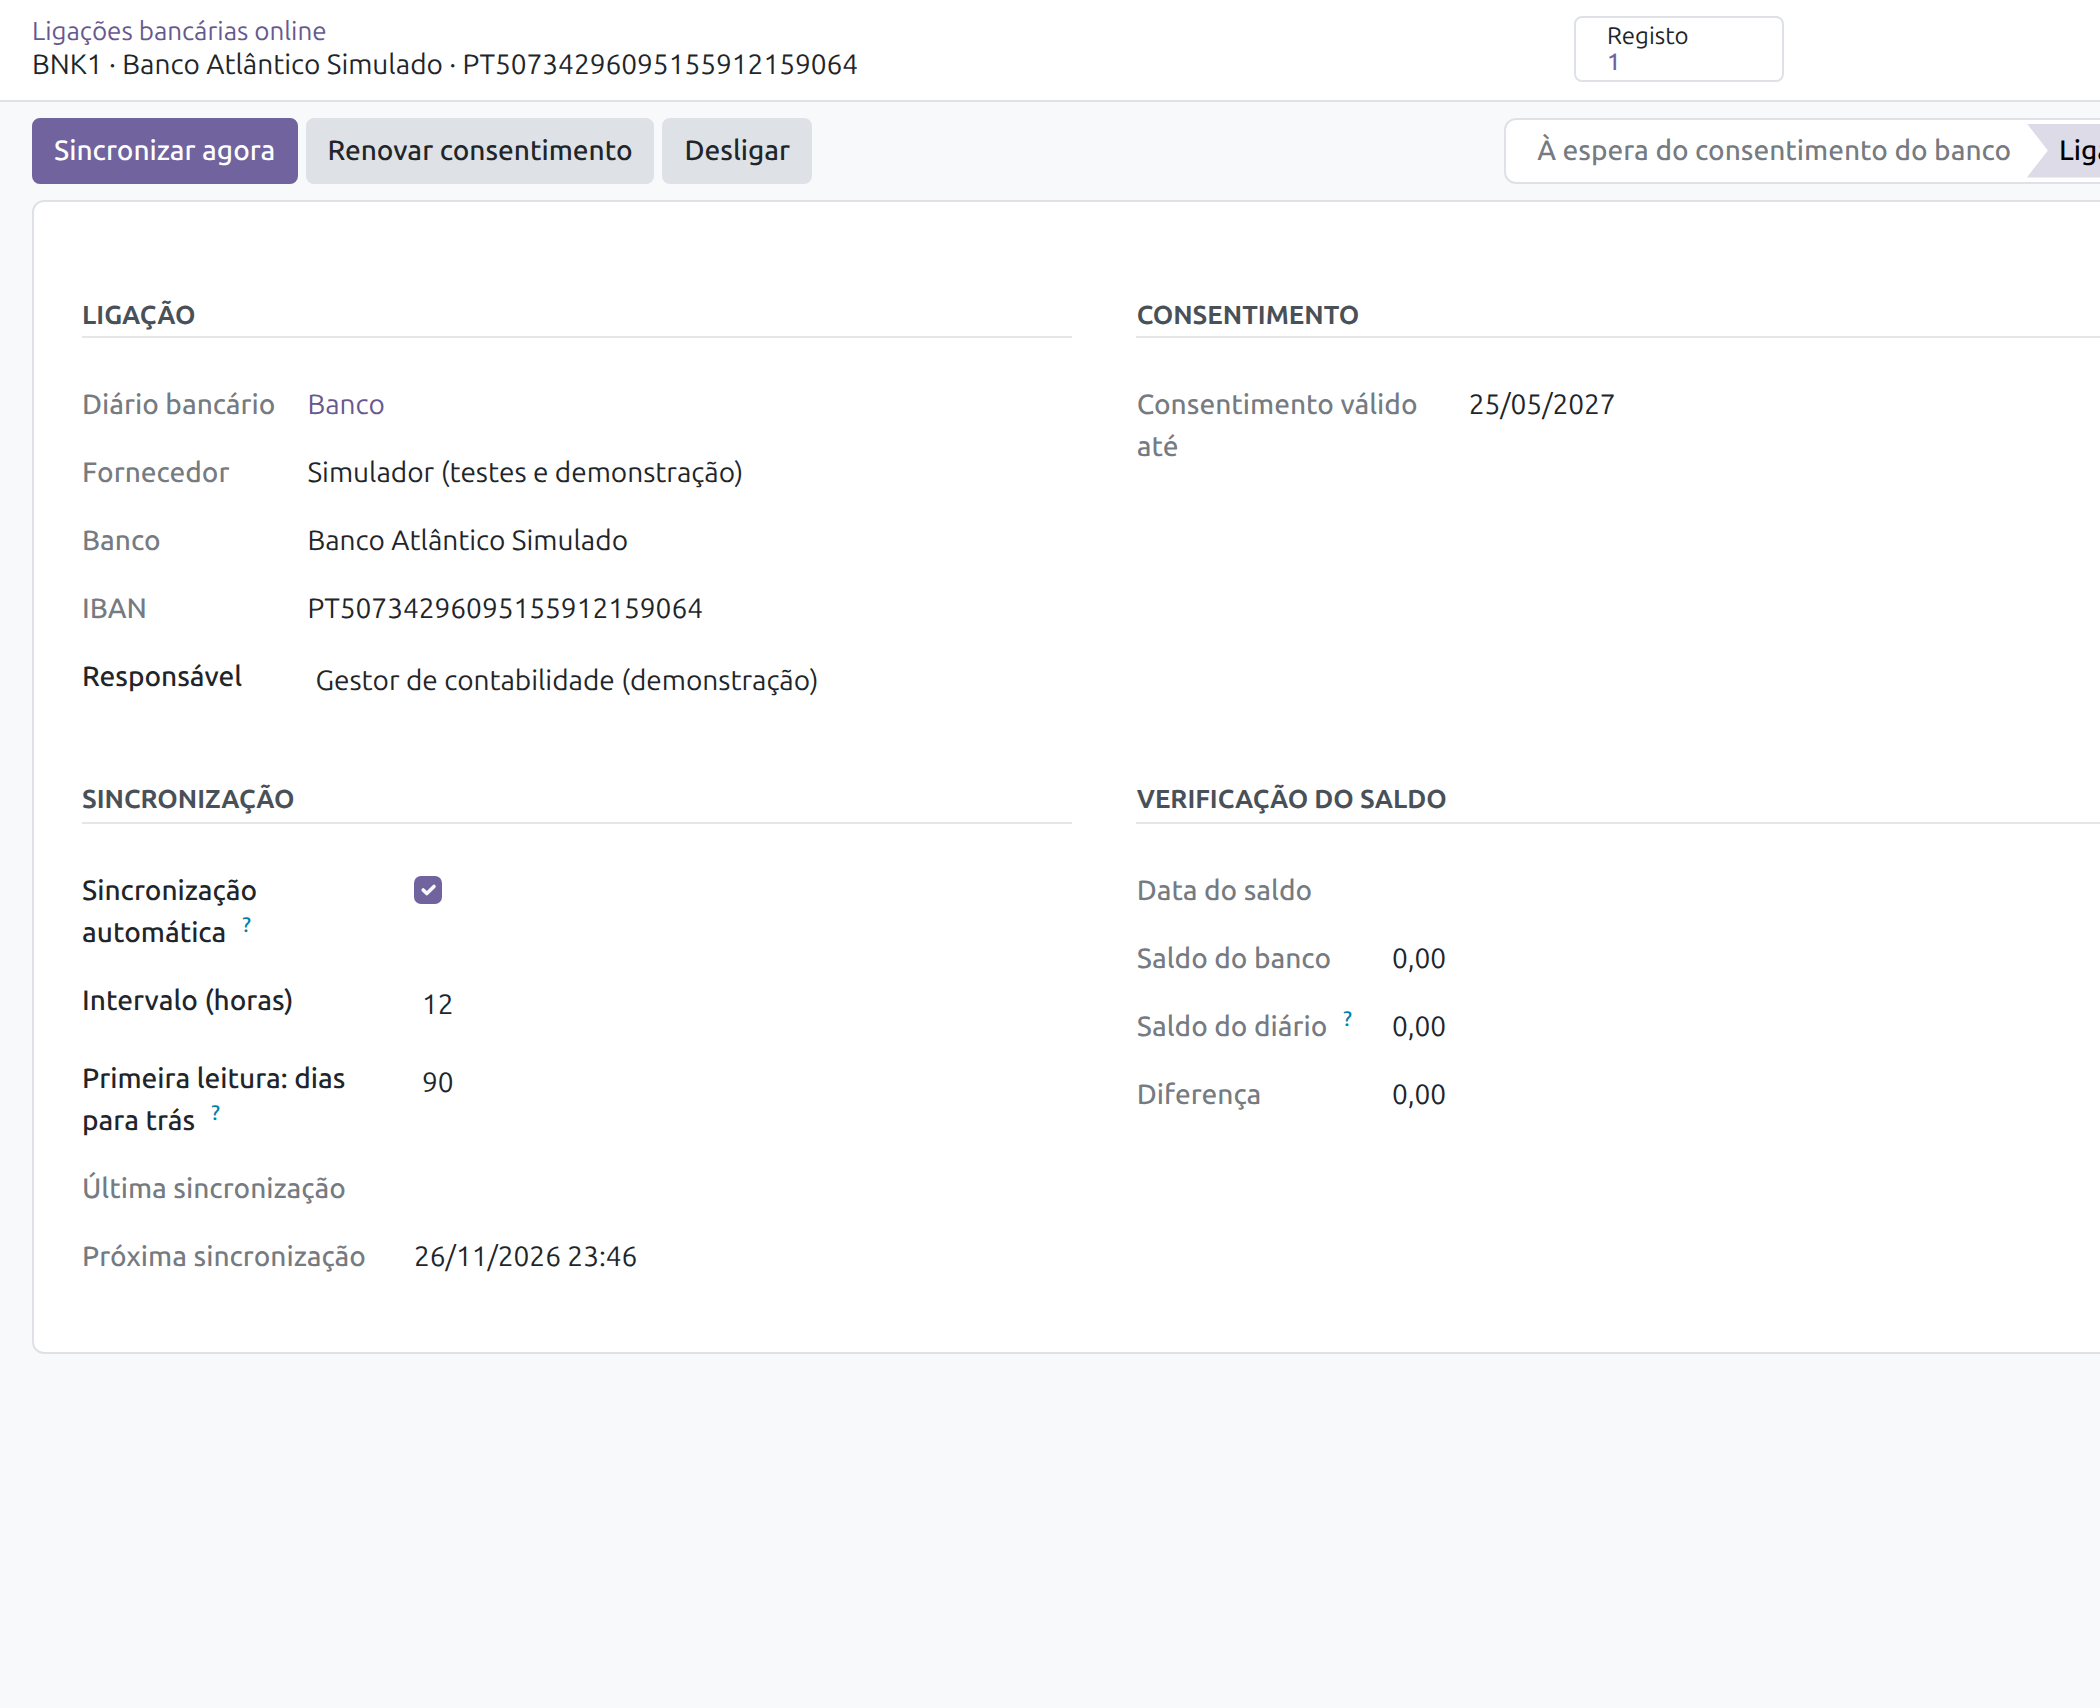 Ligações bancárias online
BNK1 · Banco Atlântico Simulado · PT50734296095155912159064
Registo
1
Sincronizar agora
Renovar consentimento
Desligar
À espera do consentimento do banco
LIGAÇÃO
Diário bancário Banco
Fornecedor Simulador (testes e demonstração)
Banco Banco Atlântico Simulado
IBAN PT50734296095155912159064
Responsável Gestor de contabilidade (demonstração)
CONSENTIMENTO
Consentimento válido 25/05/2027
até
SINCRONIZAÇÃO
Sincronização
automática ?
Intervalo (horas) 12
Primeira leitura: dias 90
para trás ?
Última sincronização
Próxima sincronização 26/11/2026 23:46
VERIFICAÇÃO DO SALDO
Data do saldo
Saldo do banco 0,00
Saldo do diário ? 0,00
Diferença 0,00